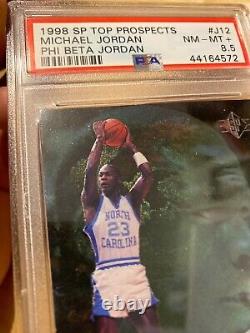 1998 SP TOP PROSPECTS #J12
MICHAEL JORDAN NM-MT +
PHI BETA JORDAN 8.5
PSA 44164572
NORTH
23
CAROLINA